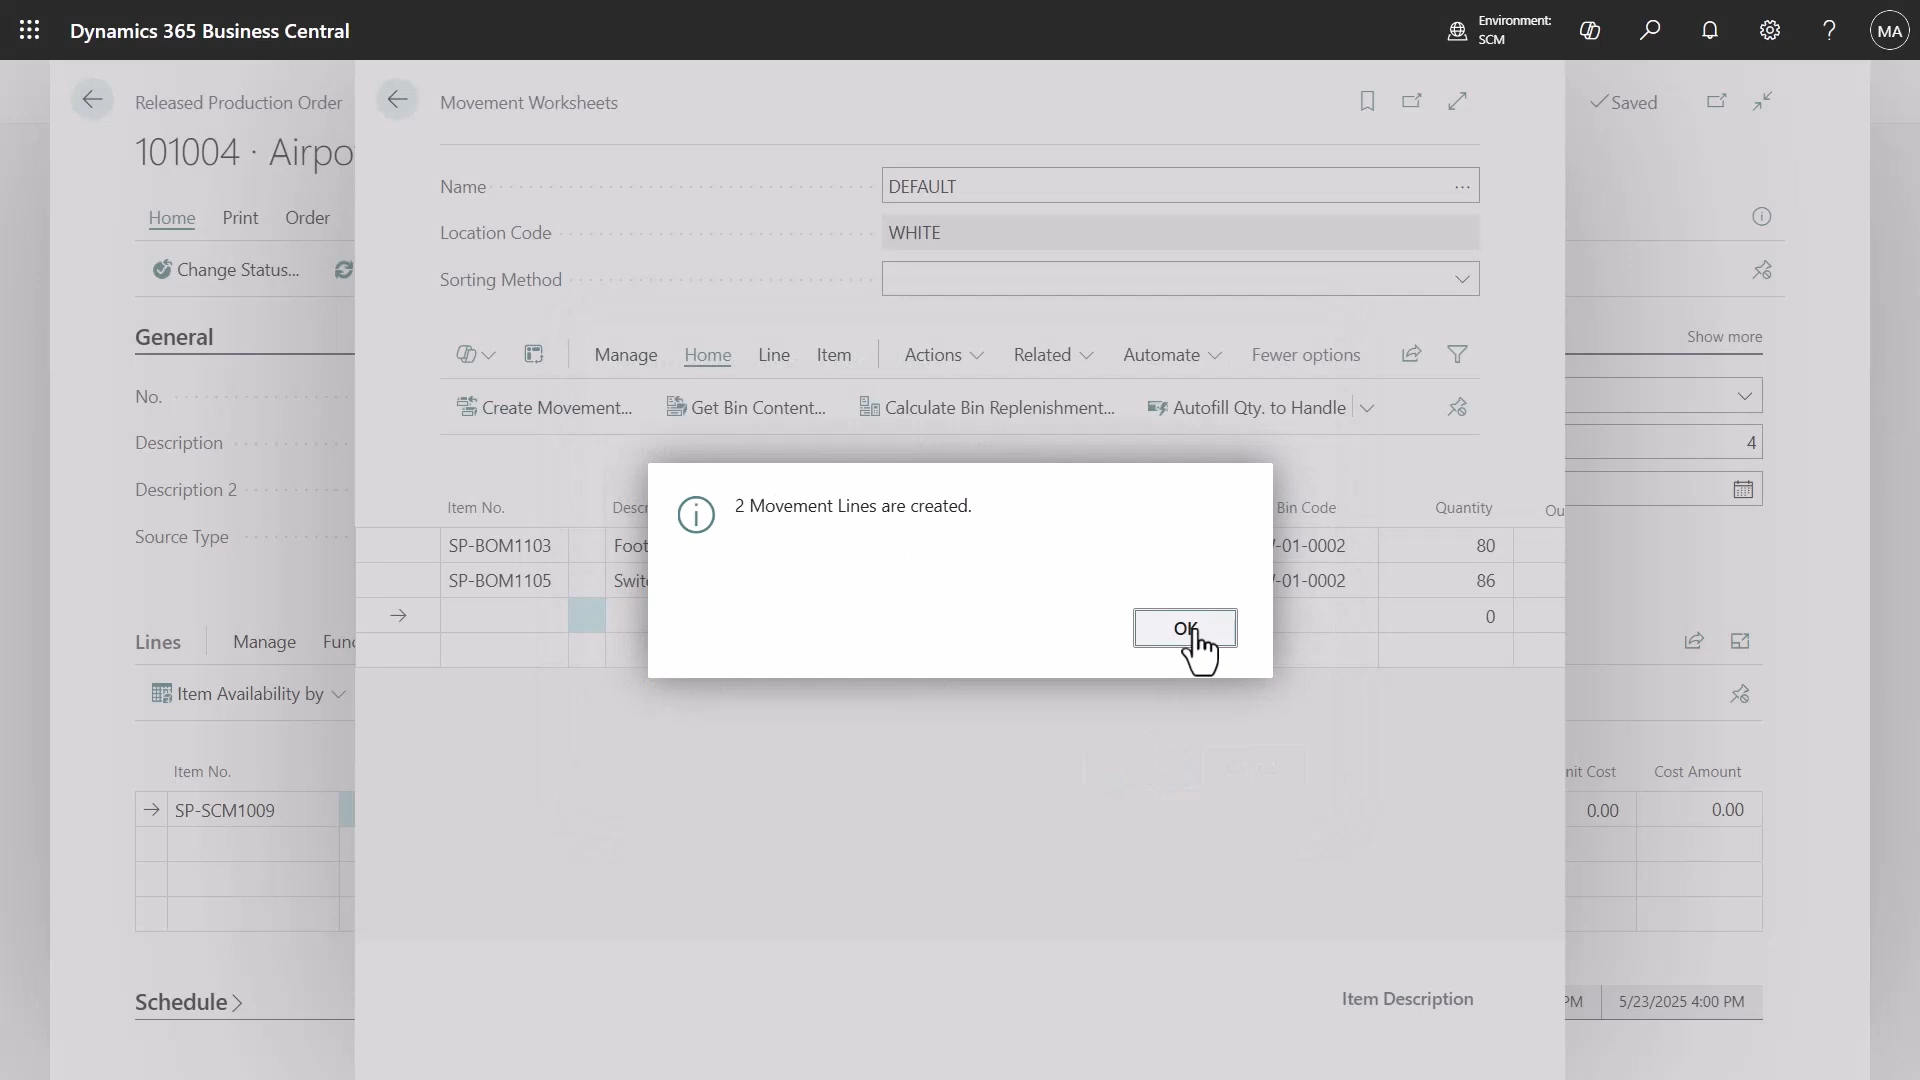 Dynamics 365 Business Central
Environment:
SCM
MA
Released Production Order
Movement Worksheets
Saved
101004 · Airpo
Name
DEFAULT
Location Code
WHITE
Sorting Method
Home Print Order
Change Status...
General
Show more
Manage Home Line Item Actions Related Automate Fewer options
Create Movement... Get Bin Content... Calculate Bin Replenishment... Autofill Qty. to Handle
No.
Description
4
Description 2
Source Type
Item No. Descr Bin Code Quantity Ou
SP-BOM1103 Foot -01-0002 80
SP-BOM1105 Swit -01-0002 86
0
2 Movement Lines are created.
OK
Lines Manage Func
Item Availability by
Item No. nit Cost Cost Amount
SP-SCM1009 0.00 0.00
Item Description
Schedule
PM 5/23/2025 4:00 PM